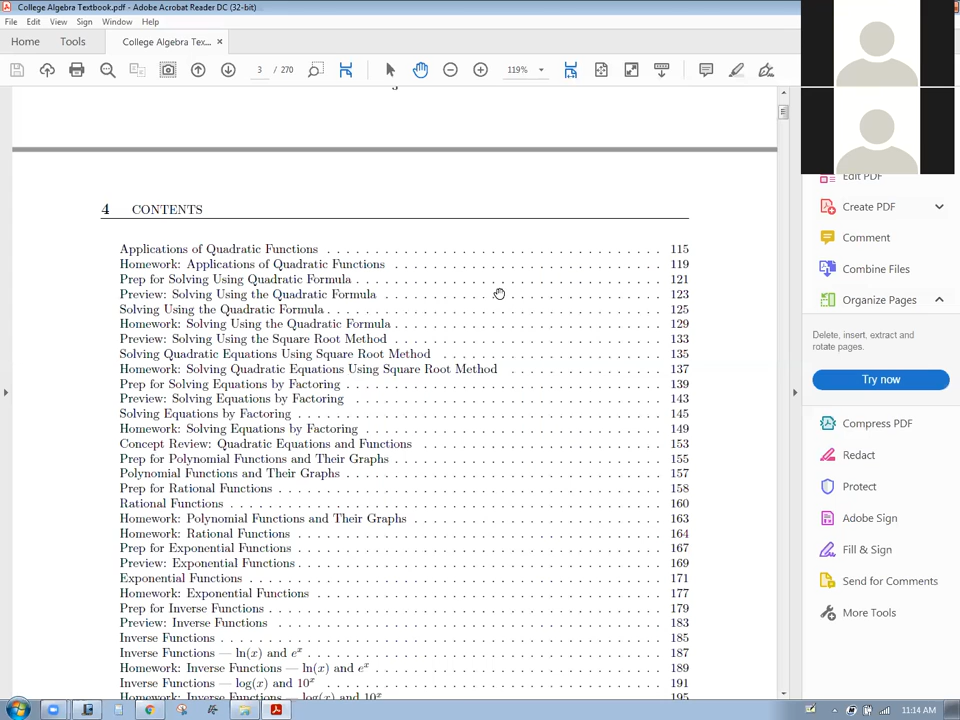 College Algebra Textbook.pdf - Adobe Acrobat Reader DC (32-bit)
File Edit View Sign Window Help
Home Tools College Algebra Tex... ×
3 / 270 119%
4 CONTENTS
Applications of Quadratic Functions . . . . . . . . . . . . . . . . . . . . . . . . . . . . 115
Homework: Applications of Quadratic Functions . . . . . . . . . . . . . . . . . . . . . . . 119
Prep for Solving Using Quadratic Formula . . . . . . . . . . . . . . . . . . . . . . . . . . 121
Preview: Solving Using the Quadratic Formula . . . . . . . . . . . . . . . . . . . . . . . 123
Solving Using the Quadratic Formula . . . . . . . . . . . . . . . . . . . . . . . . . . . . 125
Homework: Solving Using the Quadratic Formula . . . . . . . . . . . . . . . . . . . . . . . 129
Preview: Solving Using the Square Root Method . . . . . . . . . . . . . . . . . . . . . . . 133
Solving Quadratic Equations Using Square Root Method . . . . . . . . . . . . . . . . . . . 135
Homework: Solving Quadratic Equations Using Square Root Method . . . . . . . . . . . . . . 137
Prep for Solving Equations by Factoring . . . . . . . . . . . . . . . . . . . . . . . . . . . 139
Preview: Solving Equations by Factoring . . . . . . . . . . . . . . . . . . . . . . . . . . 143
Solving Equations by Factoring . . . . . . . . . . . . . . . . . . . . . . . . . . . . . . . 145
Homework: Solving Equations by Factoring . . . . . . . . . . . . . . . . . . . . . . . . . . 149
Concept Review: Quadratic Equations and Functions . . . . . . . . . . . . . . . . . . . . 153
Prep for Polynomial Functions and Their Graphs . . . . . . . . . . . . . . . . . . . . . . . 155
Polynomial Functions and Their Graphs . . . . . . . . . . . . . . . . . . . . . . . . . . . 157
Prep for Rational Functions . . . . . . . . . . . . . . . . . . . . . . . . . . . . . . . . 158
Rational Functions . . . . . . . . . . . . . . . . . . . . . . . . . . . . . . . . . . . . 160
Homework: Polynomial Functions and Their Graphs . . . . . . . . . . . . . . . . . . . . . 163
Homework: Rational Functions . . . . . . . . . . . . . . . . . . . . . . . . . . . . . . . 164
Prep for Exponential Functions . . . . . . . . . . . . . . . . . . . . . . . . . . . . . . . 167
Preview: Exponential Functions . . . . . . . . . . . . . . . . . . . . . . . . . . . . . . . 169
Exponential Functions . . . . . . . . . . . . . . . . . . . . . . . . . . . . . . . . . . . 171
Homework: Exponential Functions . . . . . . . . . . . . . . . . . . . . . . . . . . . . . . 177
Prep for Inverse Functions . . . . . . . . . . . . . . . . . . . . . . . . . . . . . . . . . 179
Preview: Inverse Functions . . . . . . . . . . . . . . . . . . . . . . . . . . . . . . . . 183
Inverse Functions . . . . . . . . . . . . . . . . . . . . . . . . . . . . . . . . . . . . . 185
Inverse Functions — ln(x) and e^x . . . . . . . . . . . . . . . . . . . . . . . . . . . . . 187
Homework: Inverse Functions — ln(x) and e^x . . . . . . . . . . . . . . . . . . . . . . . . 189
Inverse Functions — log(x) and 10^x . . . . . . . . . . . . . . . . . . . . . . . . . . . . 191
Homework: Inverse Functions — log(x) and 10^x . . . . . . . . . . . . . . . . . . . . . . . 195
Edit PDF
Create PDF
Comment
Combine Files
Organize Pages
Delete, insert, extract and
rotate pages.
Try now
Compress PDF
Redact
Protect
Adobe Sign
Fill & Sign
Send for Comments
More Tools
11:14 AM